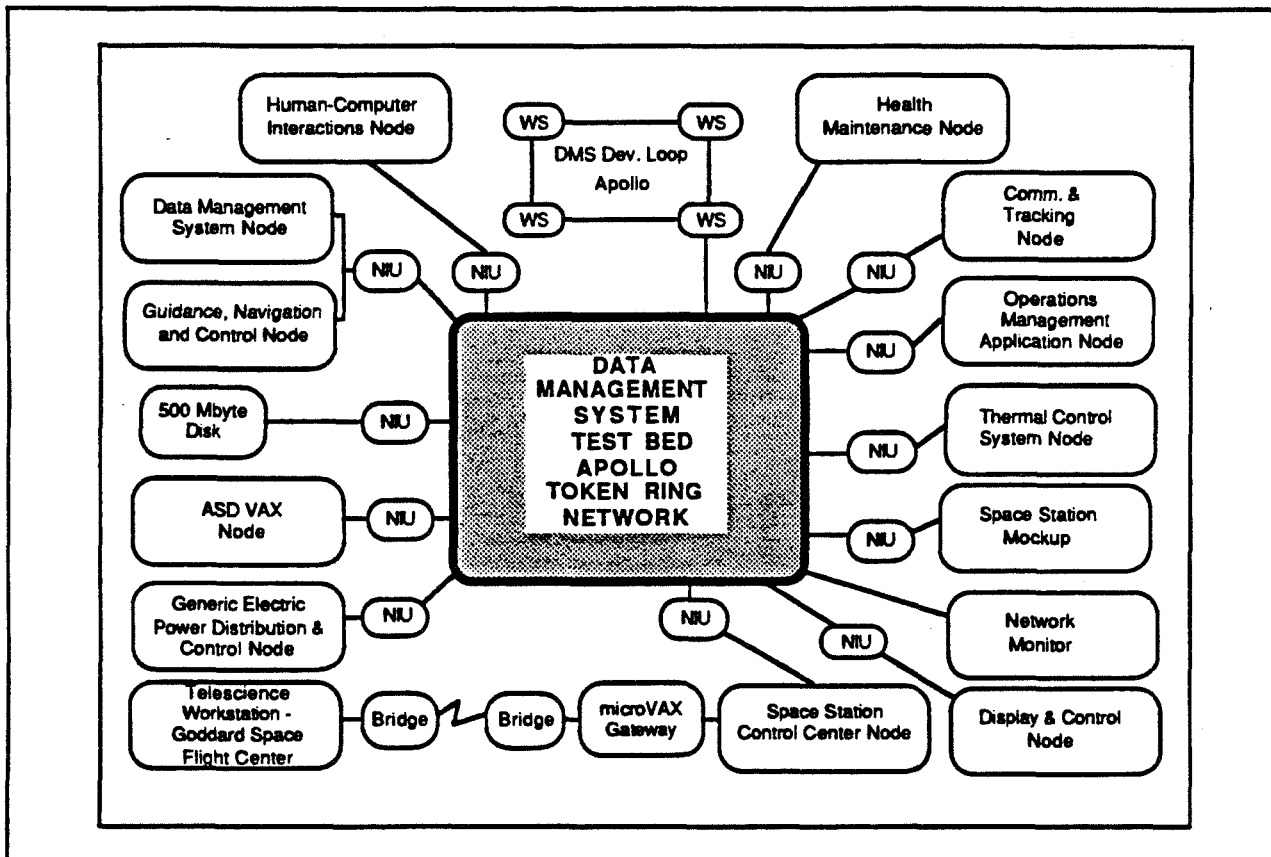 Human-Computer
Interactions Node
WS
WS
DMS Dev. Loop
Apollo
WS
WS
Health
Maintenance Node
Data Management
System Node
NIU
NIU
NIU
NIU
Comm. &
Tracking
Node
Guidance, Navigation
and Control Node
Operations
Management
Application Node
NIU
500 Mbyte
Disk
NIU
DATA
MANAGEMENT
SYSTEM
TEST BED
APOLLO
TOKEN RING
NETWORK
NIU
Thermal Control
System Node
ASD VAX
Node
NIU
NIU
Space Station
Mockup
Generic Electric
Power Distribution &
Control Node
NIU
NIU
NIU
Network
Monitor
Telescience
Workstation -
Goddard Space
Flight Center
Bridge
Bridge
microVAX
Gateway
Space Station
Control Center Node
Display & Control
Node